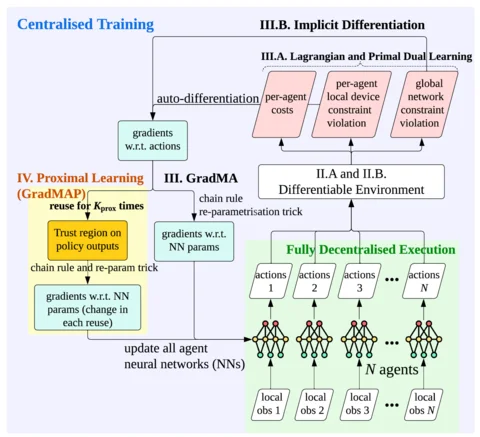 Centralised Training
III.B. Implicit Differentiation
III.A. Lagrangian and Primal Dual Learning
auto-differentiation
per-agent
costs
per-agent
local device
constraint
violation
global
network
constraint
violation
gradients
w.r.t. actions
IV. Proximal Learning
(GradMAP)
III. GradMA
II.A and II.B.
Differentiable Environment
reuse for Kprox times
chain rule
re-parametrisation trick
Trust region on
policy outputs
gradients w.r.t.
NN params
Fully Decentralised Execution
chain rule and re-param trick
actions
1
actions
2
actions
3
•••
actions
N
gradients w.r.t. NN
params (change in
each reuse)
•••
update all agent
neural networks (NNs)
N agents
local
obs 1
local
obs 2
local
obs 3
•••
local
obs N